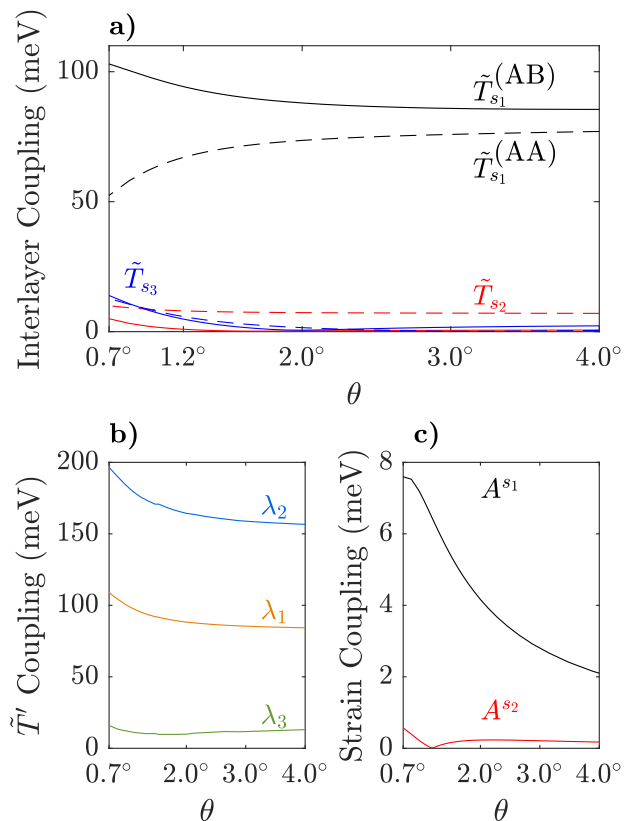 a)
Interlayer Coupling (meV)
100
50
0
T̃s₁(AB)
T̃s₁(AA)
T̃s₃
T̃s₂
0.7° 1.2° 2.0° 3.0° 4.0°
θ
b)
T̃′ Coupling (meV)
200
150
100
50
0
λ₂
λ₁
λ₃
0.7° 2.0° 3.0° 4.0°
θ
c)
Strain Coupling (meV)
8
6
4
2
0
Aˢ¹
Aˢ²
0.7° 2.0° 3.0° 4.0°
θ